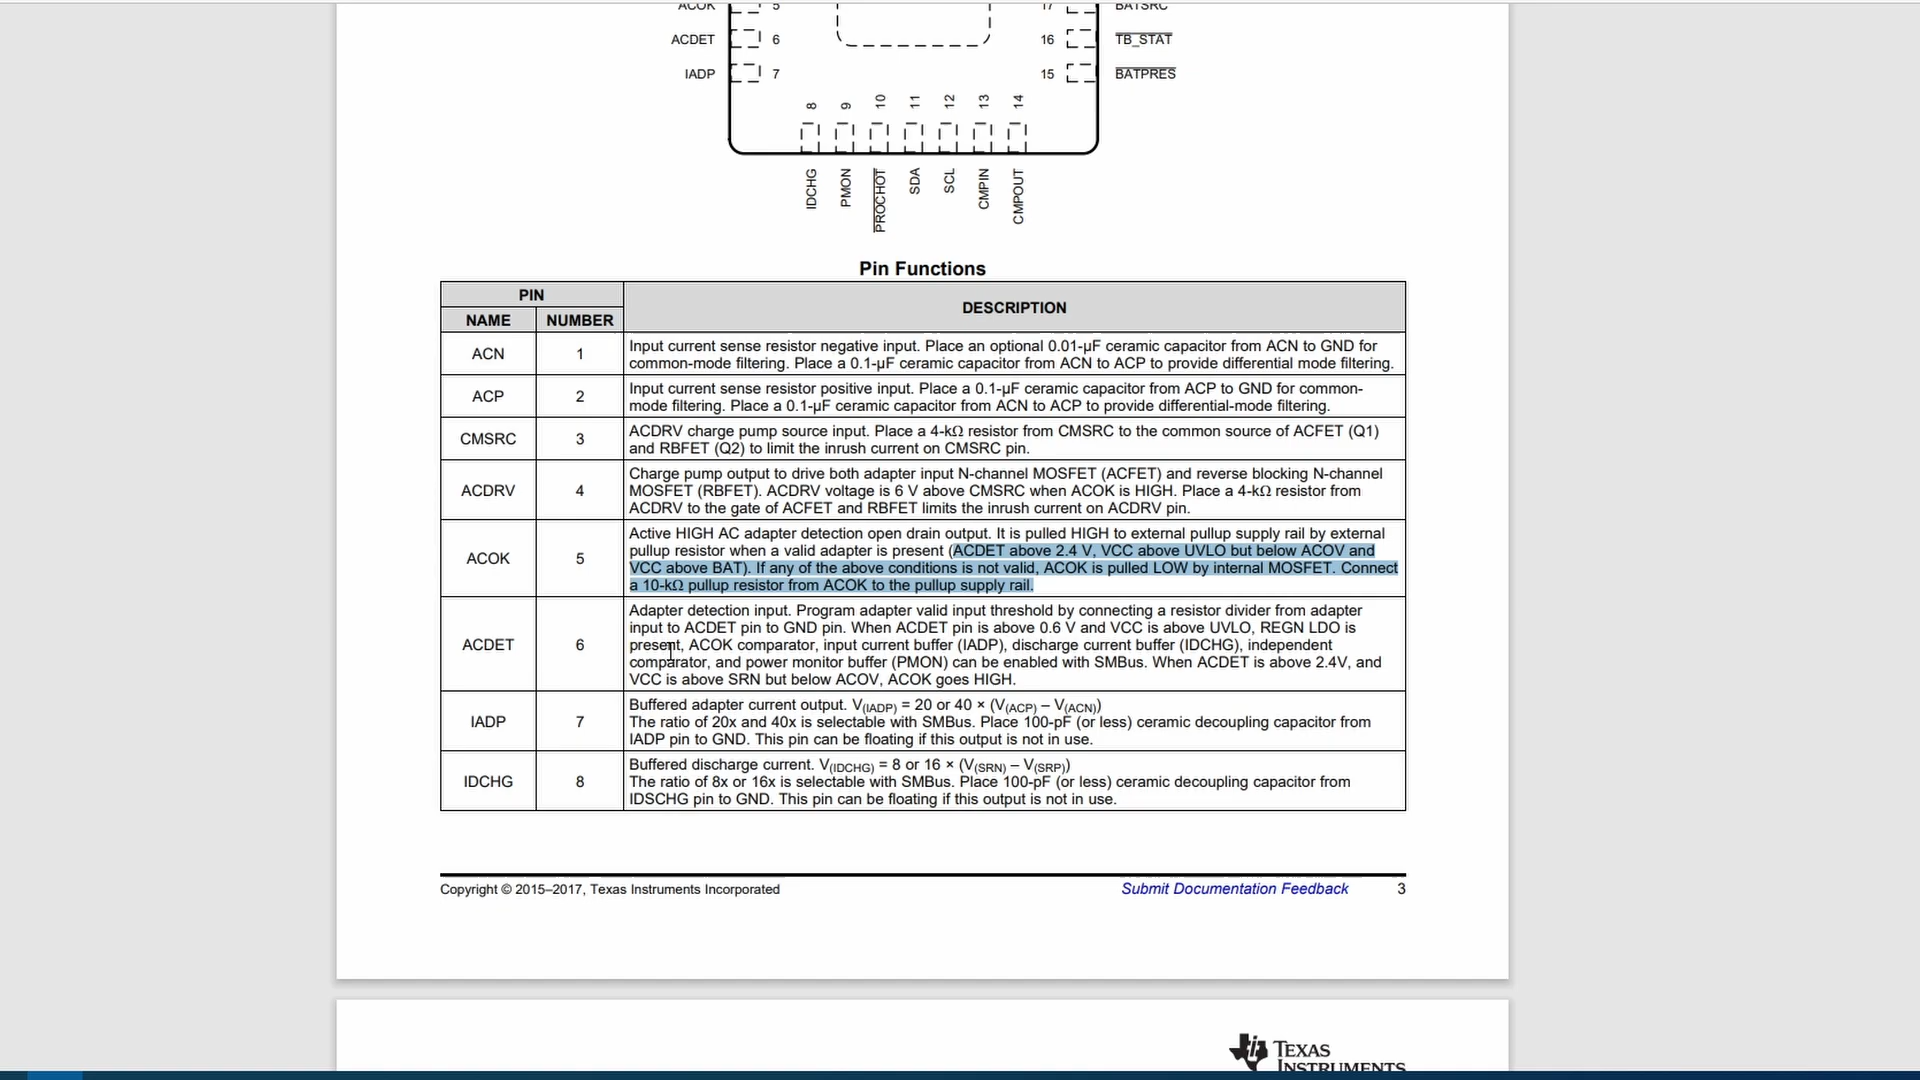 ACOK 5 17 BATSRC
ACDET 6 16 TB_STAT
IADP 7 15 BATPRES
8 9 10 11 12 13 14
IDCHG PMON PROCHOT SDA SCL CMPIN CMPOUT
Pin Functions
PIN
DESCRIPTION
NAME NUMBER
ACN 1
Input current sense resistor negative input. Place an optional 0.01-µF ceramic capacitor from ACN to GND for
common-mode filtering. Place a 0.1-µF ceramic capacitor from ACN to ACP to provide differential mode filtering.
ACP 2
Input current sense resistor positive input. Place a 0.1-µF ceramic capacitor from ACP to GND for common-
mode filtering. Place a 0.1-µF ceramic capacitor from ACN to ACP to provide differential-mode filtering.
CMSRC 3
ACDRV charge pump source input. Place a 4-kΩ resistor from CMSRC to the common source of ACFET (Q1)
and RBFET (Q2) to limit the inrush current on CMSRC pin.
ACDRV 4
Charge pump output to drive both adapter input N-channel MOSFET (ACFET) and reverse blocking N-channel
MOSFET (RBFET). ACDRV voltage is 6 V above CMSRC when ACOK is HIGH. Place a 4-kΩ resistor from
ACDRV to the gate of ACFET and RBFET limits the inrush current on ACDRV pin.
ACOK 5
Active HIGH AC adapter detection open drain output. It is pulled HIGH to external pullup supply rail by external
pullup resistor when a valid adapter is present (ACDET above 2.4 V, VCC above UVLO but below ACOV and
VCC above BAT). If any of the above conditions is not valid, ACOK is pulled LOW by internal MOSFET. Connect
a 10-kΩ pullup resistor from ACOK to the pullup supply rail.
ACDET 6
Adapter detection input. Program adapter valid input threshold by connecting a resistor divider from adapter
input to ACDET pin to GND pin. When ACDET pin is above 0.6 V and VCC is above UVLO, REGN LDO is
present, ACOK comparator, input current buffer (IADP), discharge current buffer (IDCHG), independent
comparator, and power monitor buffer (PMON) can be enabled with SMBus. When ACDET is above 2.4V, and
VCC is above SRN but below ACOV, ACOK goes HIGH.
IADP 7
Buffered adapter current output. V(IADP) = 20 or 40 × (V(ACP) – V(ACN))
The ratio of 20x and 40x is selectable with SMBus. Place 100-pF (or less) ceramic decoupling capacitor from
IADP pin to GND. This pin can be floating if this output is not in use.
IDCHG 8
Buffered discharge current. V(IDCHG) = 8 or 16 × (V(SRN) – V(SRP))
The ratio of 8x or 16x is selectable with SMBus. Place 100-pF (or less) ceramic decoupling capacitor from
IDSCHG pin to GND. This pin can be floating if this output is not in use.
Copyright © 2015–2017, Texas Instruments Incorporated Submit Documentation Feedback 3
TEXAS
INSTRUMENTS